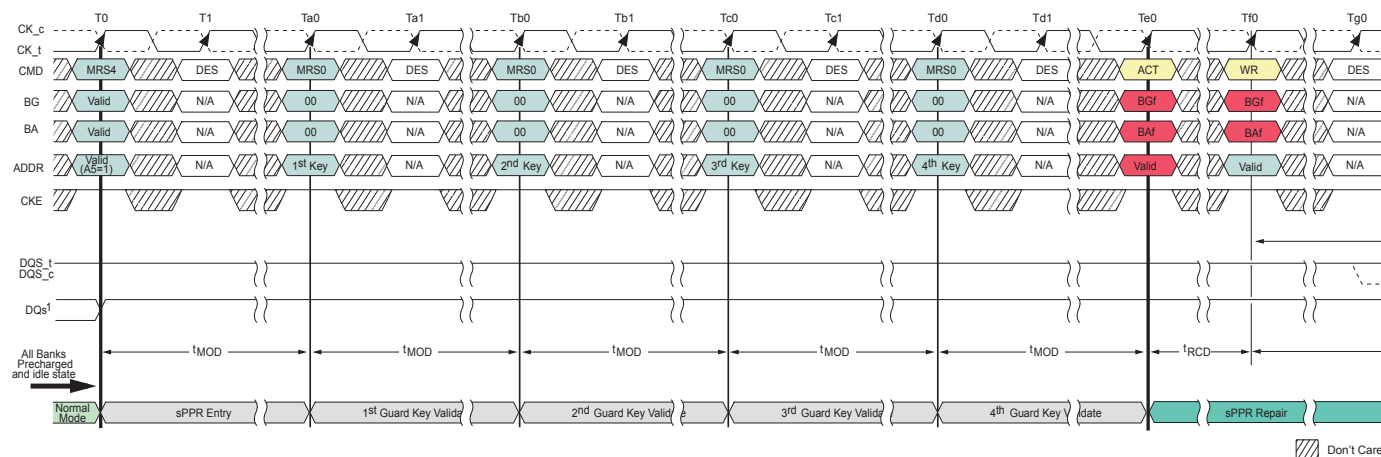 T0 T1 Ta0 Ta1 Tb0 Tb1 Tc0 Tc1 Td0 Td1 Te0 Tf0 Tg0
CK_c
CK_t
CMD MRS4 DES MRS0 DES MRS0 DES MRS0 DES MRS0 DES ACT WR DES
BG Valid N/A 00 N/A 00 N/A 00 N/A 00 N/A BGf BGf N/A
BA Valid N/A 00 N/A 00 N/A 00 N/A 00 N/A BAf BAf N/A
ADDR Valid (A5=1) N/A 1st Key N/A 2nd Key N/A 3rd Key N/A 4th Key N/A Valid Valid N/A
CKE
DQS_t
DQS_c
DQs1
All Banks
Precharged
and idle state
tMOD tMOD tMOD tMOD tMOD tRCD
Normal Mode sPPR Entry 1st Guard Key Valida 2nd Guard Key Valid e 3rd Guard Key Valida 4th Guard Key V idate sPPR Repair
Don't Care